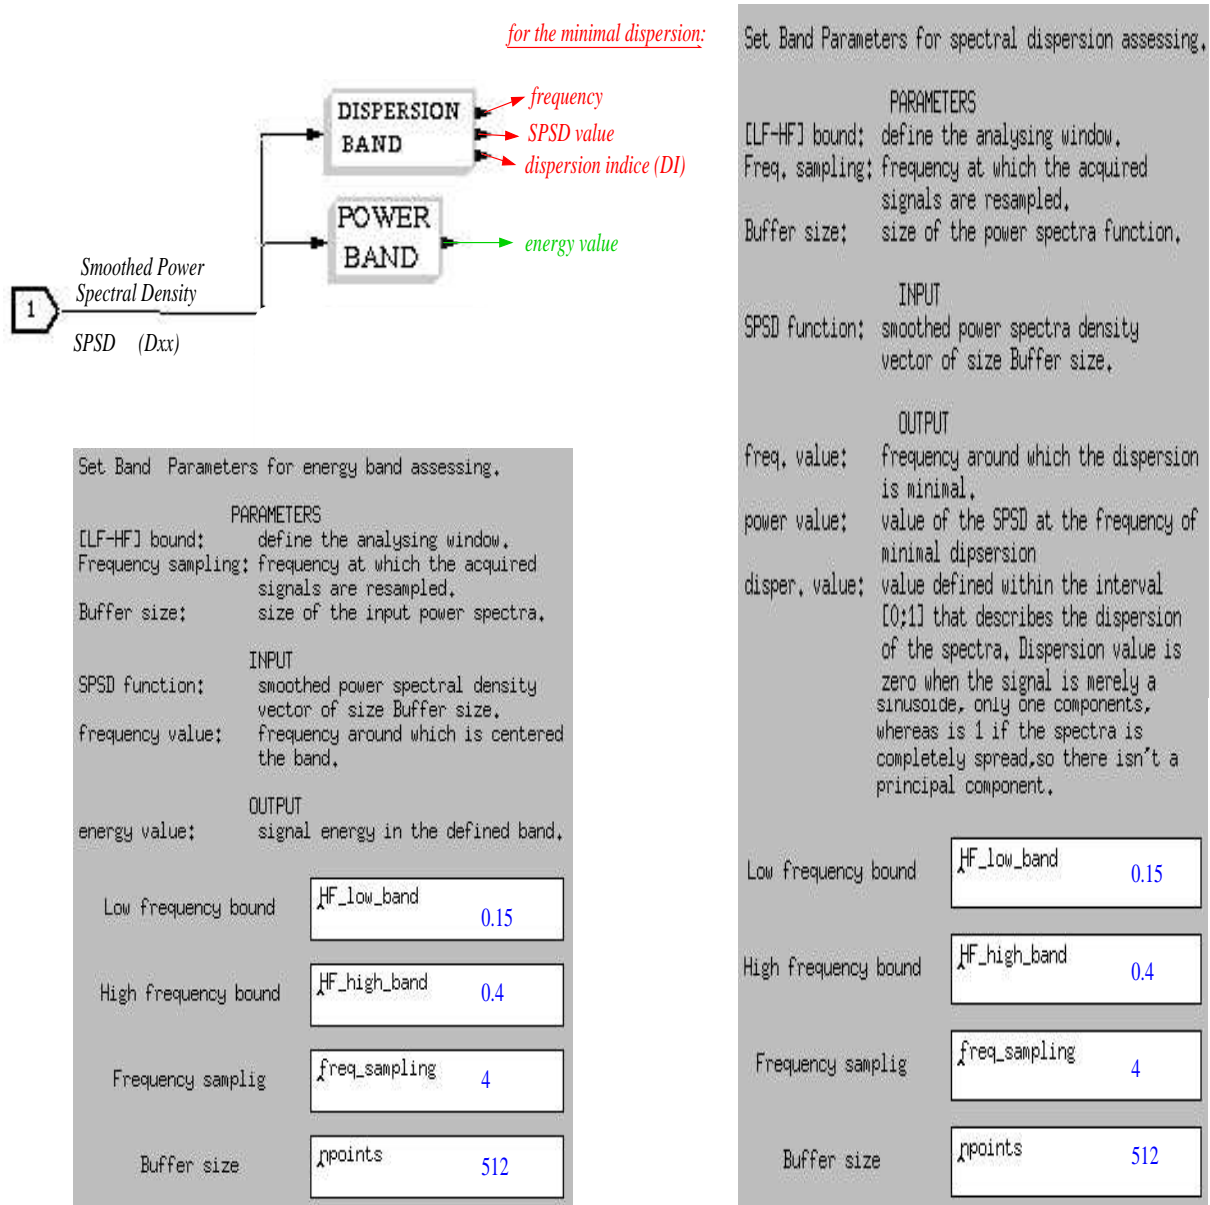 for the minimal dispersion:
DISPERSION
BAND
frequency
SPSD value
dispersion indice (DI)
POWER
BAND
energy value
Smoothed Power
Spectral Density
1
SPSD (Dxx)
Set Band Parameters for energy band assessing.
PARAMETERS
[LF-HF] bound: define the analysing window.
Frequency sampling: frequency at which the acquired
signals are resampled.
Buffer size: size of the input power spectra.
INPUT
SPSD function: smoothed power spectral density
vector of size Buffer size.
frequency value: frequency around which is centered
the band.
OUTPUT
energy value: signal energy in the defined band.
Low frequency bound HF_low_band 0.15
High frequency bound HF_high_band 0.4
Frequency samplig freq_sampling 4
Buffer size npoints 512
Set Band Parameters for spectral dispersion assessing.
PARAMETERS
[LF-HF] bound: define the analysing window.
Freq. sampling: frequency at which the acquired
signals are resampled.
Buffer size: size of the power spectra function.
INPUT
SPSD function: smoothed power spectra density
vector of size Buffer size.
OUTPUT
freq. value: frequency around which the dispersion
is minimal.
power value: value of the SPSD at the frequency of
minimal dipsersion
disper. value: value defined within the interval
[0;1] that describes the dispersion
of the spectra. Dispersion value is
zero when the signal is merely a
sinusoide, only one components,
whereas is 1 if the spectra is
completely spread,so there isn't a
principal component.
Low frequency bound HF_low_band 0.15
High frequency bound HF_high_band 0.4
Frequency samplig freq_sampling 4
Buffer size npoints 512